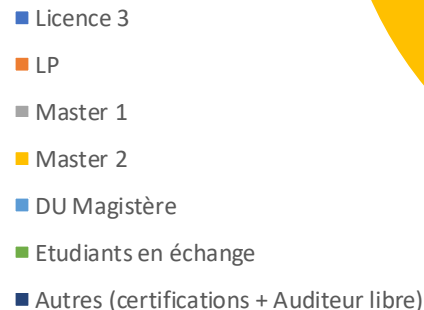 Licence 3
LP
Master 1
Master 2
DU Magistère
Etudiants en échange
Autres (certifications + Auditeur libre)